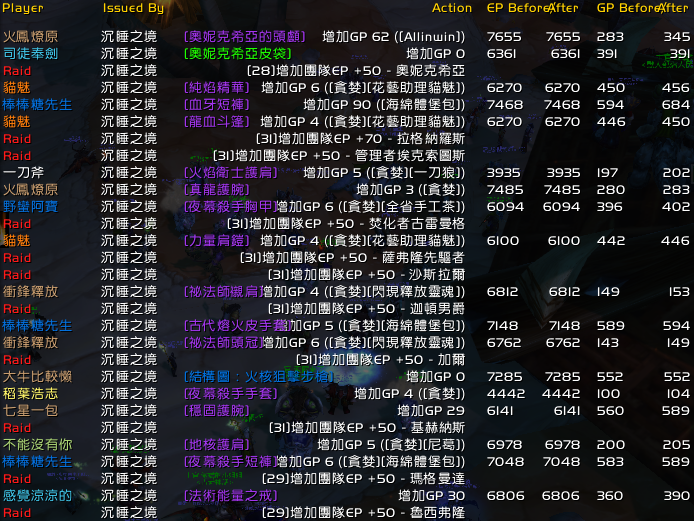 Player Issued By Action EP Before After GP Before After
火鳳燎原 沉睡之境 [奧妮克希亞的頭顱] 增加GP 62 ([Allinwin]) 7655 7655 283 345
司徒奉劍 沉睡之境 [奧妮克希亞皮袋] 增加GP 0 6361 6361 391 391
Raid 沉睡之境 (28)增加團隊EP +50 - 奧妮克希亞
貓魅 沉睡之境 [純焰精華] 增加GP 6 ([貪婪][花藝助理貓魅]) 6270 6270 450 456
棒棒糖先生 沉睡之境 [血牙短褲] 增加GP 90 ([海綿體堡包]) 7468 7468 594 684
貓魅 沉睡之境 [龍血斗篷] 增加GP 4 ([貪婪][花藝助理貓魅]) 6270 6270 446 450
Raid 沉睡之境 (31)增加團隊EP +70 - 拉格納羅斯
Raid 沉睡之境 (31)增加團隊EP +50 - 管理者埃克索圖斯
一刀斧 沉睡之境 [火焰衛士護肩] 增加GP 5 ([貪婪][一刀狼]) 3935 3935 197 202
火鳳燎原 沉睡之境 [真龍護腕] 增加GP 3 ([貪婪]) 7485 7485 280 283
野蠻阿寶 沉睡之境 [夜幕殺手胸甲] 增加GP 6 ([貪婪][全省手工茶]) 6094 6094 396 402
Raid 沉睡之境 (31)增加團隊EP +50 - 焚化者古雷曼格
貓魅 沉睡之境 [力量肩鎧] 增加GP 4 ([貪婪][花藝助理貓魅]) 6100 6100 442 446
Raid 沉睡之境 (31)增加團隊EP +50 - 薩弗隆先驅者
Raid 沉睡之境 (31)增加團隊EP +50 - 沙斯拉爾
衝鋒釋放 沉睡之境 [祕法師襯肩] 增加GP 4 ([貪婪][閃現釋放靈魂]) 6812 6812 149 153
Raid 沉睡之境 (31)增加團隊EP +50 - 迦頓男爵
棒棒糖先生 沉睡之境 [古代熔火皮手套] 增加GP 5 ([貪婪][海綿體堡包]) 7148 7148 589 594
衝鋒釋放 沉睡之境 [祕法師頭冠] 增加GP 6 ([貪婪][閃現釋放靈魂]) 6762 6762 143 149
Raid 沉睡之境 (31)增加團隊EP +50 - 加爾
大牛比較懶 沉睡之境 [結構圖：火核狙擊步槍] 增加GP 0 7285 7285 552 552
稻葉浩志 沉睡之境 [夜幕殺手手套] 增加GP 4 ([貪婪]) 4442 4442 100 104
七星一包 沉睡之境 [穩固護腕] 增加GP 29 6141 6141 560 589
Raid 沉睡之境 (31)增加團隊EP +50 - 基赫納斯
不能沒有你 沉睡之境 [地核護肩] 增加GP 5 ([貪婪][尼葛]) 6978 6978 200 205
棒棒糖先生 沉睡之境 [夜幕殺手短褲] 增加GP 6 ([貪婪][海綿體堡包]) 7048 7048 583 589
Raid 沉睡之境 (29)增加團隊EP +50 - 瑪格曼達
感覺涼涼的 沉睡之境 [法術能量之戒] 增加GP 30 6806 6806 360 390
Raid 沉睡之境 (29)增加團隊EP +50 - 魯西弗隆